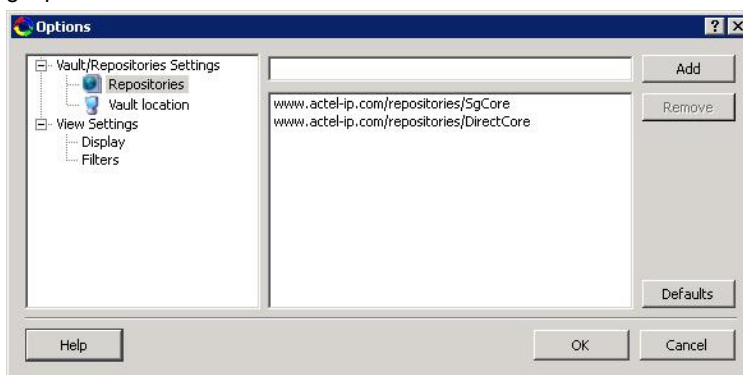 Options
?
Vault/Repositories Settings
Repositories
Vault location
View Settings
Display
Filters
www.actel-ip.com/repositories/SgCore
www.actel-ip.com/repositories/DirectCore
Add
Remove
Defaults
Help
OK
Cancel